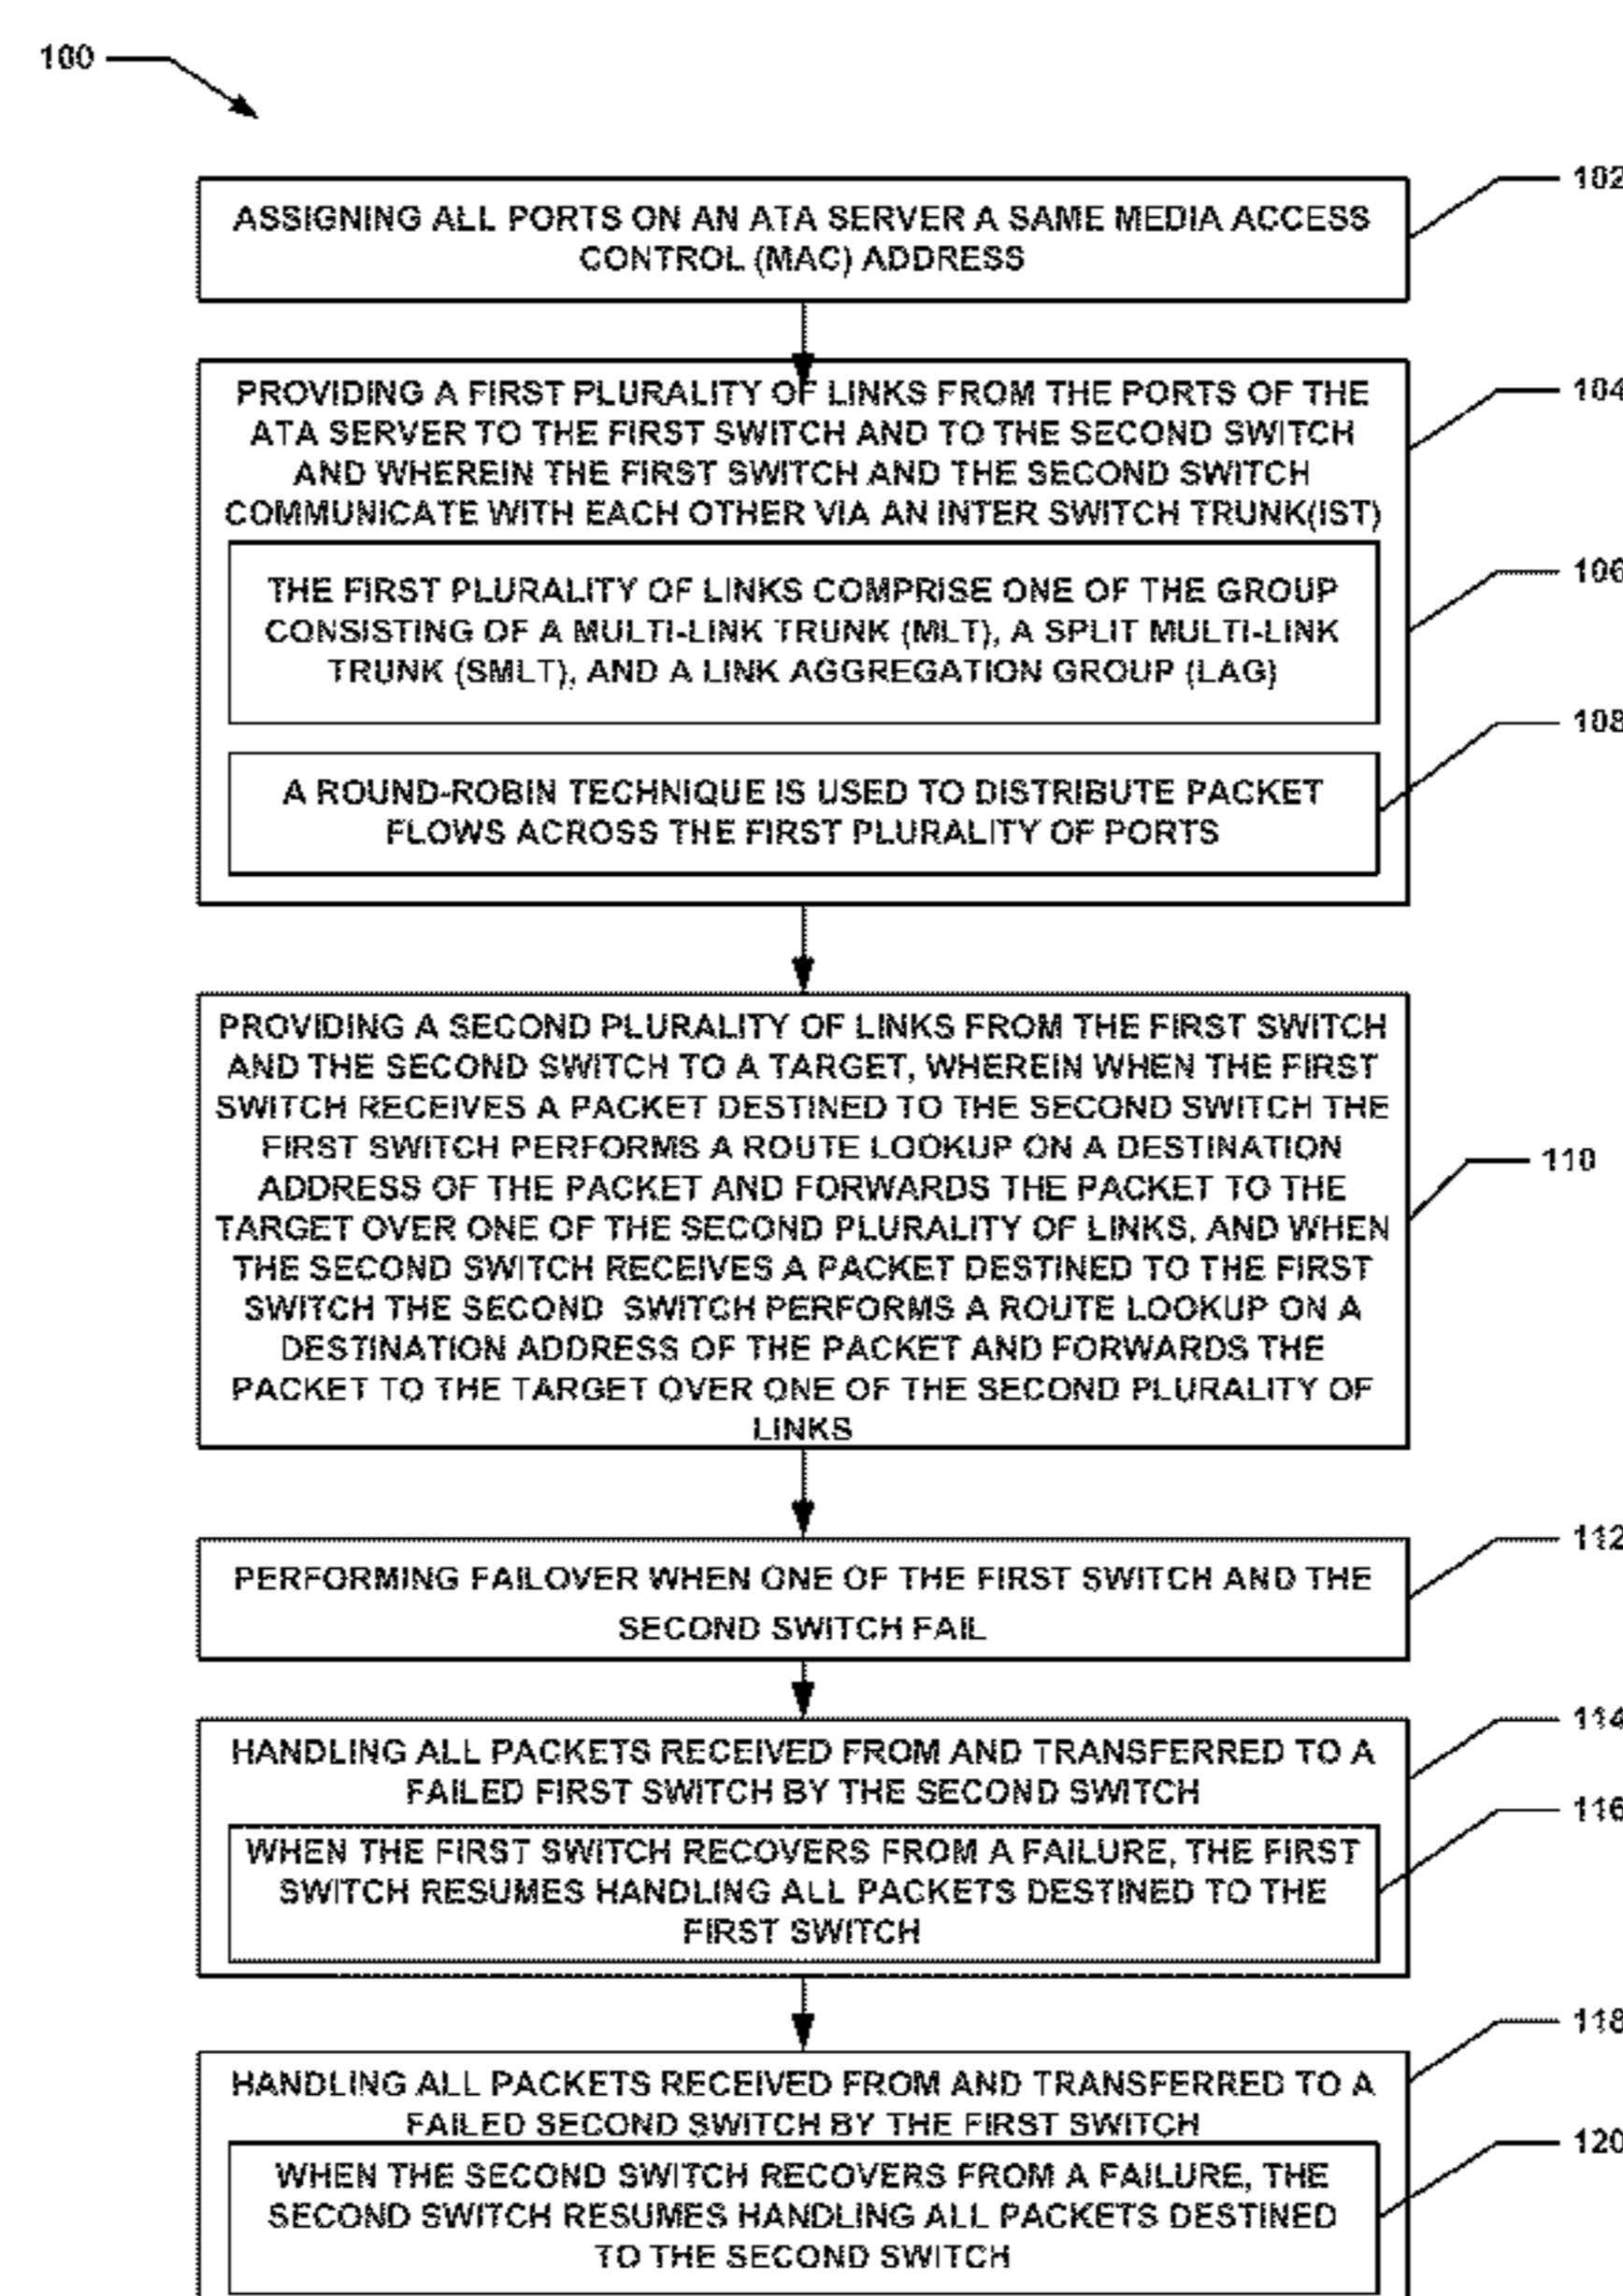 100
102
ASSIGNING ALL PORTS ON AN ATA SERVER A SAME MEDIA ACCESS
CONTROL (MAC) ADDRESS
104
PROVIDING A FIRST PLURALITY OF LINKS FROM THE PORTS OF THE
ATA SERVER TO THE FIRST SWITCH AND TO THE SECOND SWITCH
AND WHEREIN THE FIRST SWITCH AND THE SECOND SWITCH
COMMUNICATE WITH EACH OTHER VIA AN INTER SWITCH TRUNK(IST)
106
THE FIRST PLURALITY OF LINKS COMPRISE ONE OF THE GROUP
CONSISTING OF A MULTI-LINK TRUNK (MLT), A SPLIT MULTI-LINK
TRUNK (SMLT), AND A LINK AGGREGATION GROUP (LAG)
108
A ROUND-ROBIN TECHNIQUE IS USED TO DISTRIBUTE PACKET
FLOWS ACROSS THE FIRST PLURALITY OF PORTS
PROVIDING A SECOND PLURALITY OF LINKS FROM THE FIRST SWITCH
AND THE SECOND SWITCH TO A TARGET, WHEREIN WHEN THE FIRST
SWITCH RECEIVES A PACKET DESTINED TO THE SECOND SWITCH THE
FIRST SWITCH PERFORMS A ROUTE LOOKUP ON A DESTINATION
ADDRESS OF THE PACKET AND FORWARDS THE PACKET TO THE
110
TARGET OVER ONE OF THE SECOND PLURALITY OF LINKS, AND WHEN
THE SECOND SWITCH RECEIVES A PACKET DESTINED TO THE FIRST
SWITCH THE SECOND SWITCH PERFORMS A ROUTE LOOKUP ON A
DESTINATION ADDRESS OF THE PACKET AND FORWARDS THE
PACKET TO THE TARGET OVER ONE OF THE SECOND PLURALITY OF
LINKS
112
PERFORMING FAILOVER WHEN ONE OF THE FIRST SWITCH AND THE
SECOND SWITCH FAIL
114
HANDLING ALL PACKETS RECEIVED FROM AND TRANSFERRED TO A
FAILED FIRST SWITCH BY THE SECOND SWITCH
116
WHEN THE FIRST SWITCH RECOVERS FROM A FAILURE, THE FIRST
SWITCH RESUMES HANDLING ALL PACKETS DESTINED TO THE
FIRST SWITCH
118
HANDLING ALL PACKETS RECEIVED FROM AND TRANSFERRED TO A
FAILED SECOND SWITCH BY THE FIRST SWITCH
120
WHEN THE SECOND SWITCH RECOVERS FROM A FAILURE, THE
SECOND SWITCH RESUMES HANDLING ALL PACKETS DESTINED
TO THE SECOND SWITCH